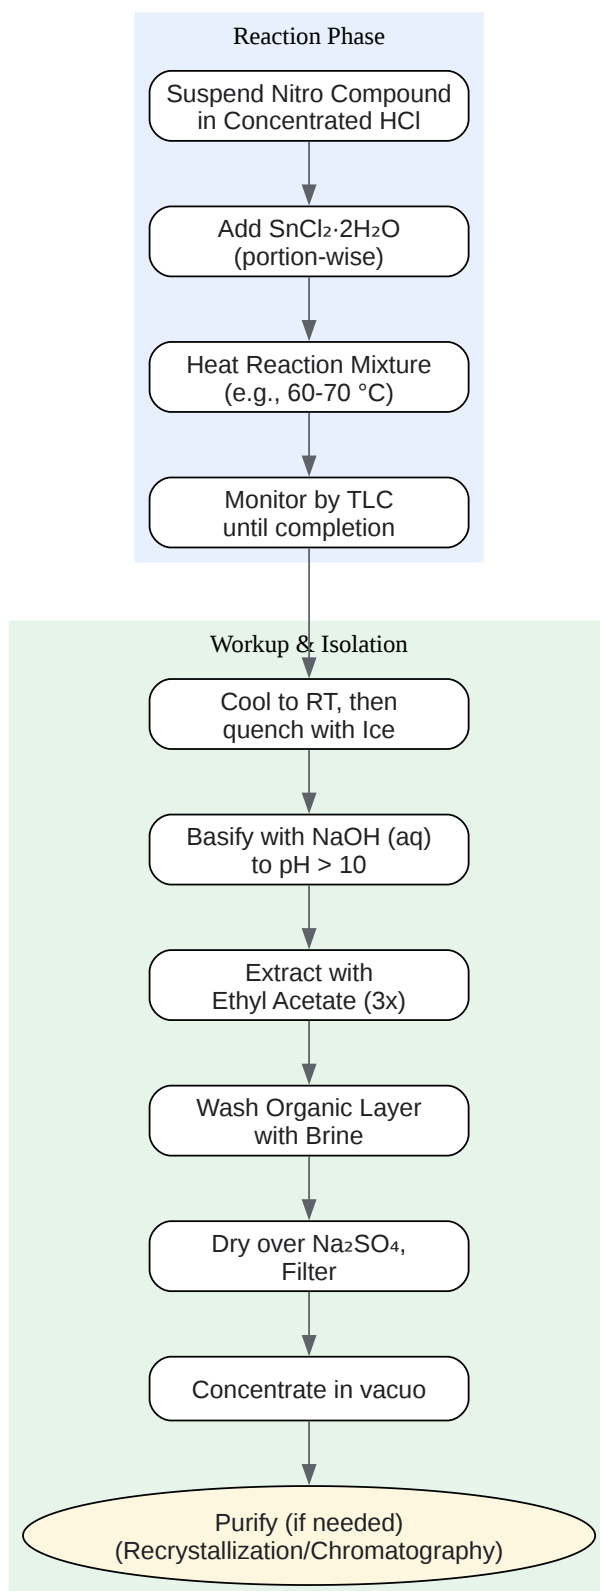 Reaction Phase
Suspend Nitro Compound
in Concentrated HCl
Add SnCl₂·2H₂O
(portion-wise)
Heat Reaction Mixture
(e.g., 60-70 °C)
Monitor by TLC
until completion
Workup & Isolation
Cool to RT, then
quench with Ice
Basify with NaOH (aq)
to pH > 10
Extract with
Ethyl Acetate (3x)
Wash Organic Layer
with Brine
Dry over Na₂SO₄,
Filter
Concentrate in vacuo
Purify (if needed)
(Recrystallization/Chromatography)